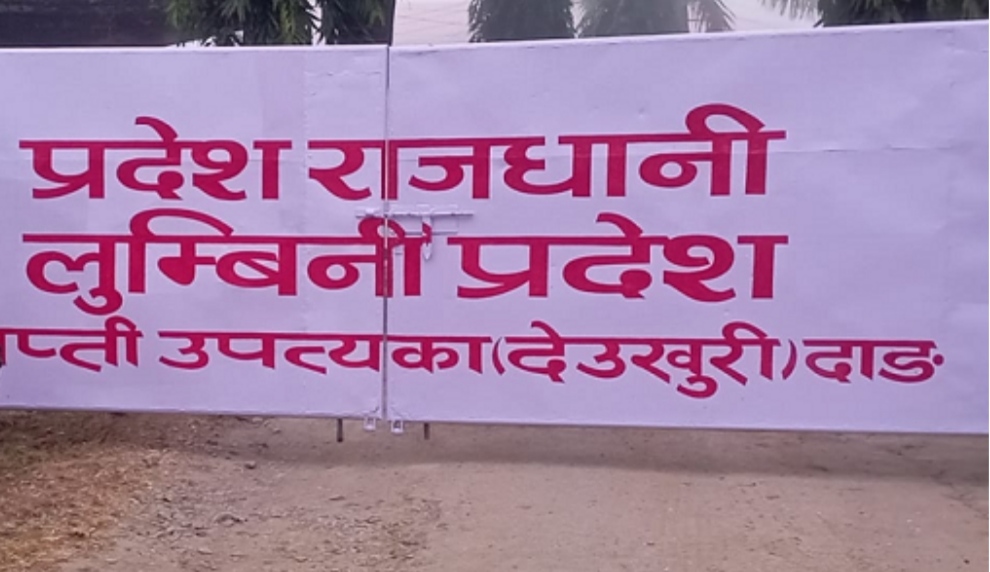 प्रदेश राजधानी
लुम्बिनी प्रदेश
उपत्यका(देउखुरी)दाङ